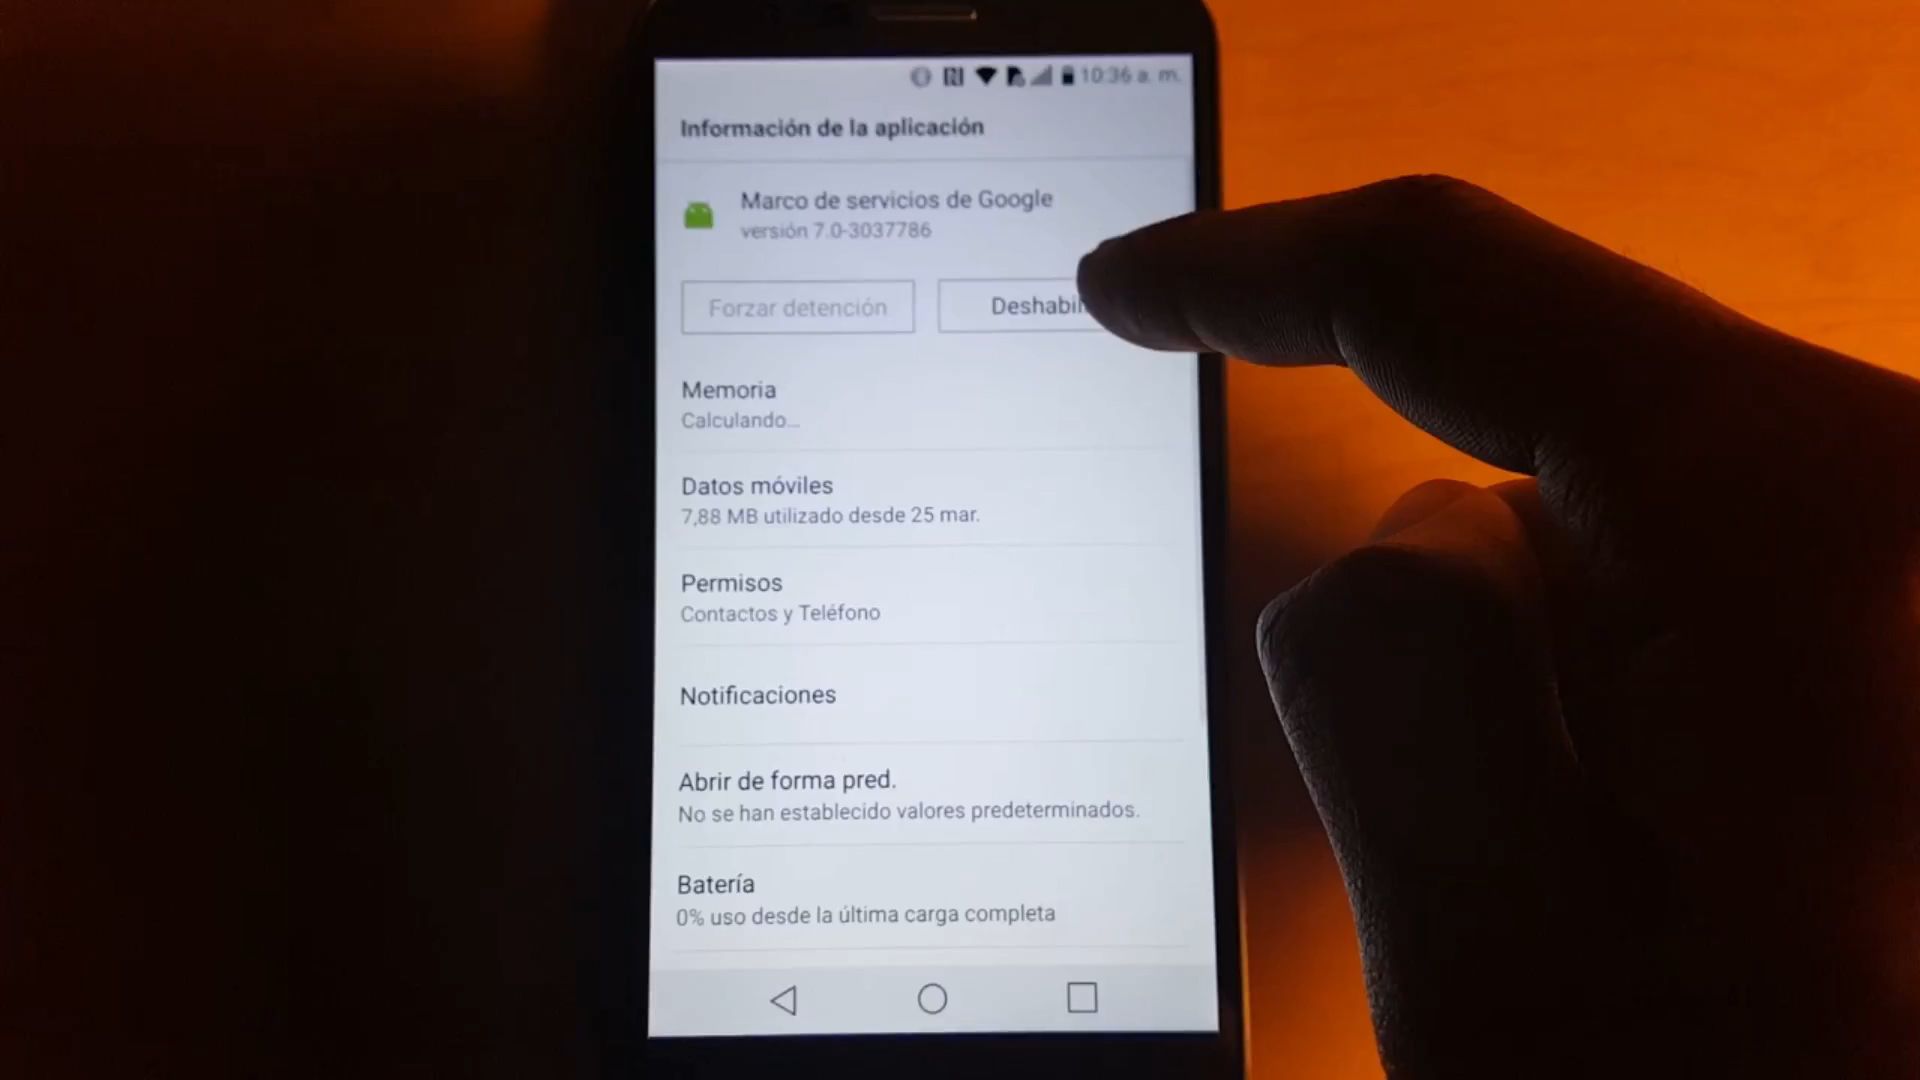 10:36 a. m.
Información de la aplicación
Marco de servicios de Google
versión 7.0-3037786
Forzar detención
Deshabili
Memoria
Calculando...
Datos móviles
7,88 MB utilizado desde 25 mar.
Permisos
Contactos y Teléfono
Notificaciones
Abrir de forma pred.
No se han establecido valores predeterminados.
Batería
0% uso desde la última carga completa